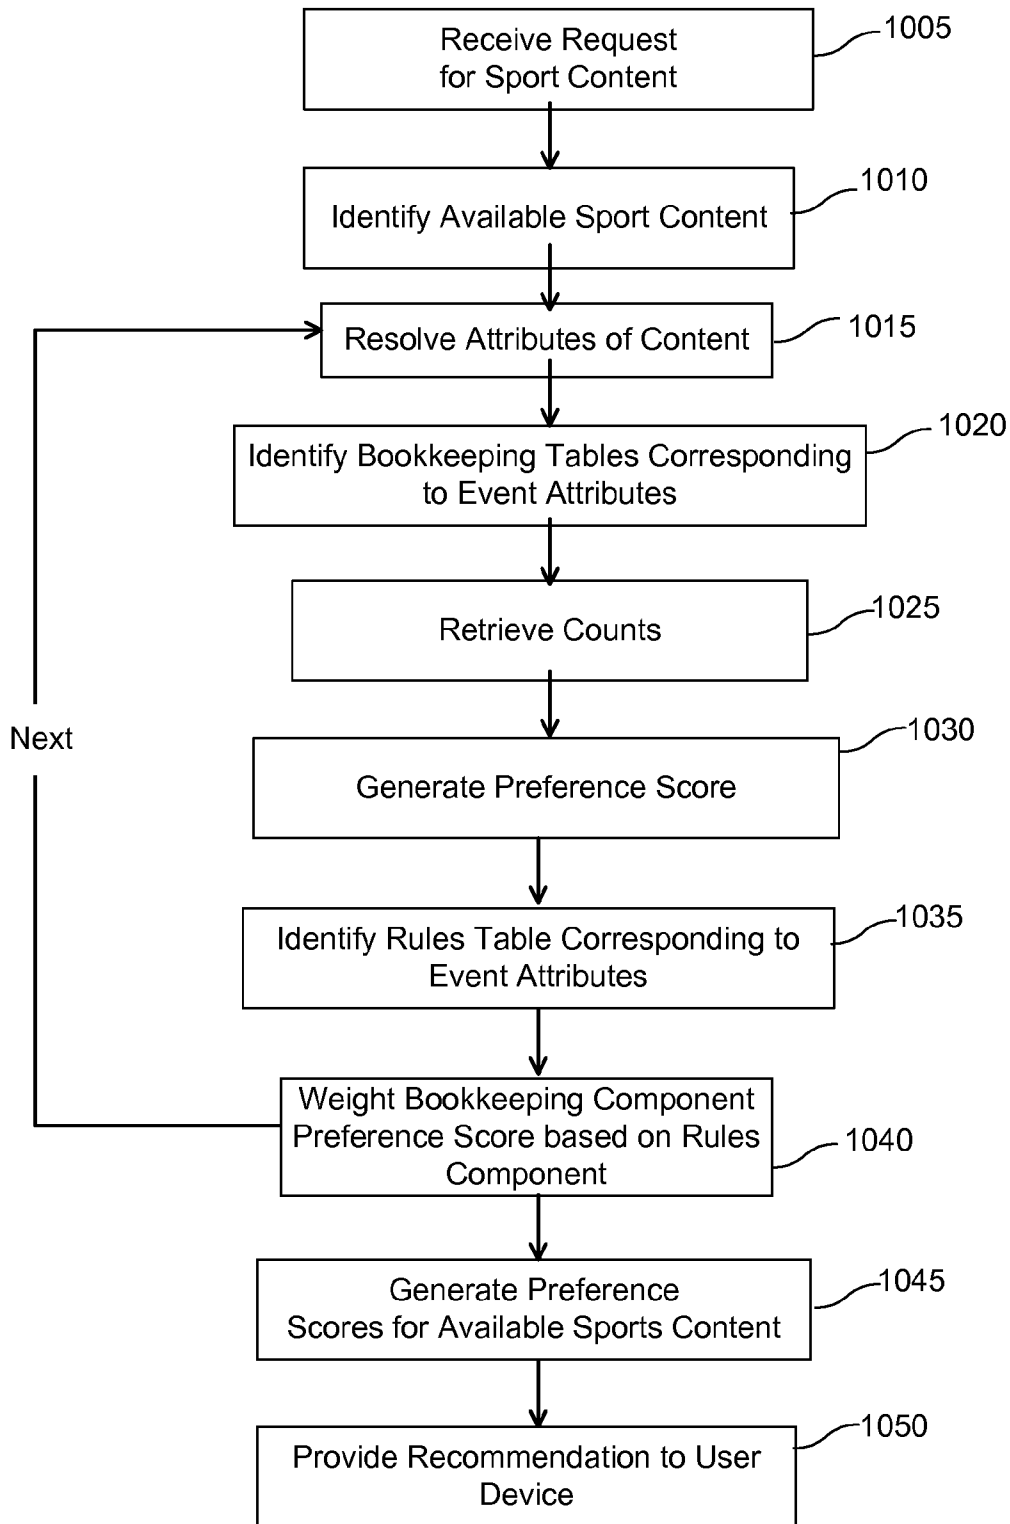 Receive Request
for Sport Content
1005
Identify Available Sport Content
1010
Resolve Attributes of Content
1015
Identify Bookkeeping Tables Corresponding
to Event Attributes
1020
Retrieve Counts
1025
Next
Generate Preference Score
1030
Identify Rules Table Corresponding to
Event Attributes
1035
Weight Bookkeeping Component
Preference Score based on Rules
Component
1040
Generate Preference
Scores for Available Sports Content
1045
Provide Recommendation to User
Device
1050